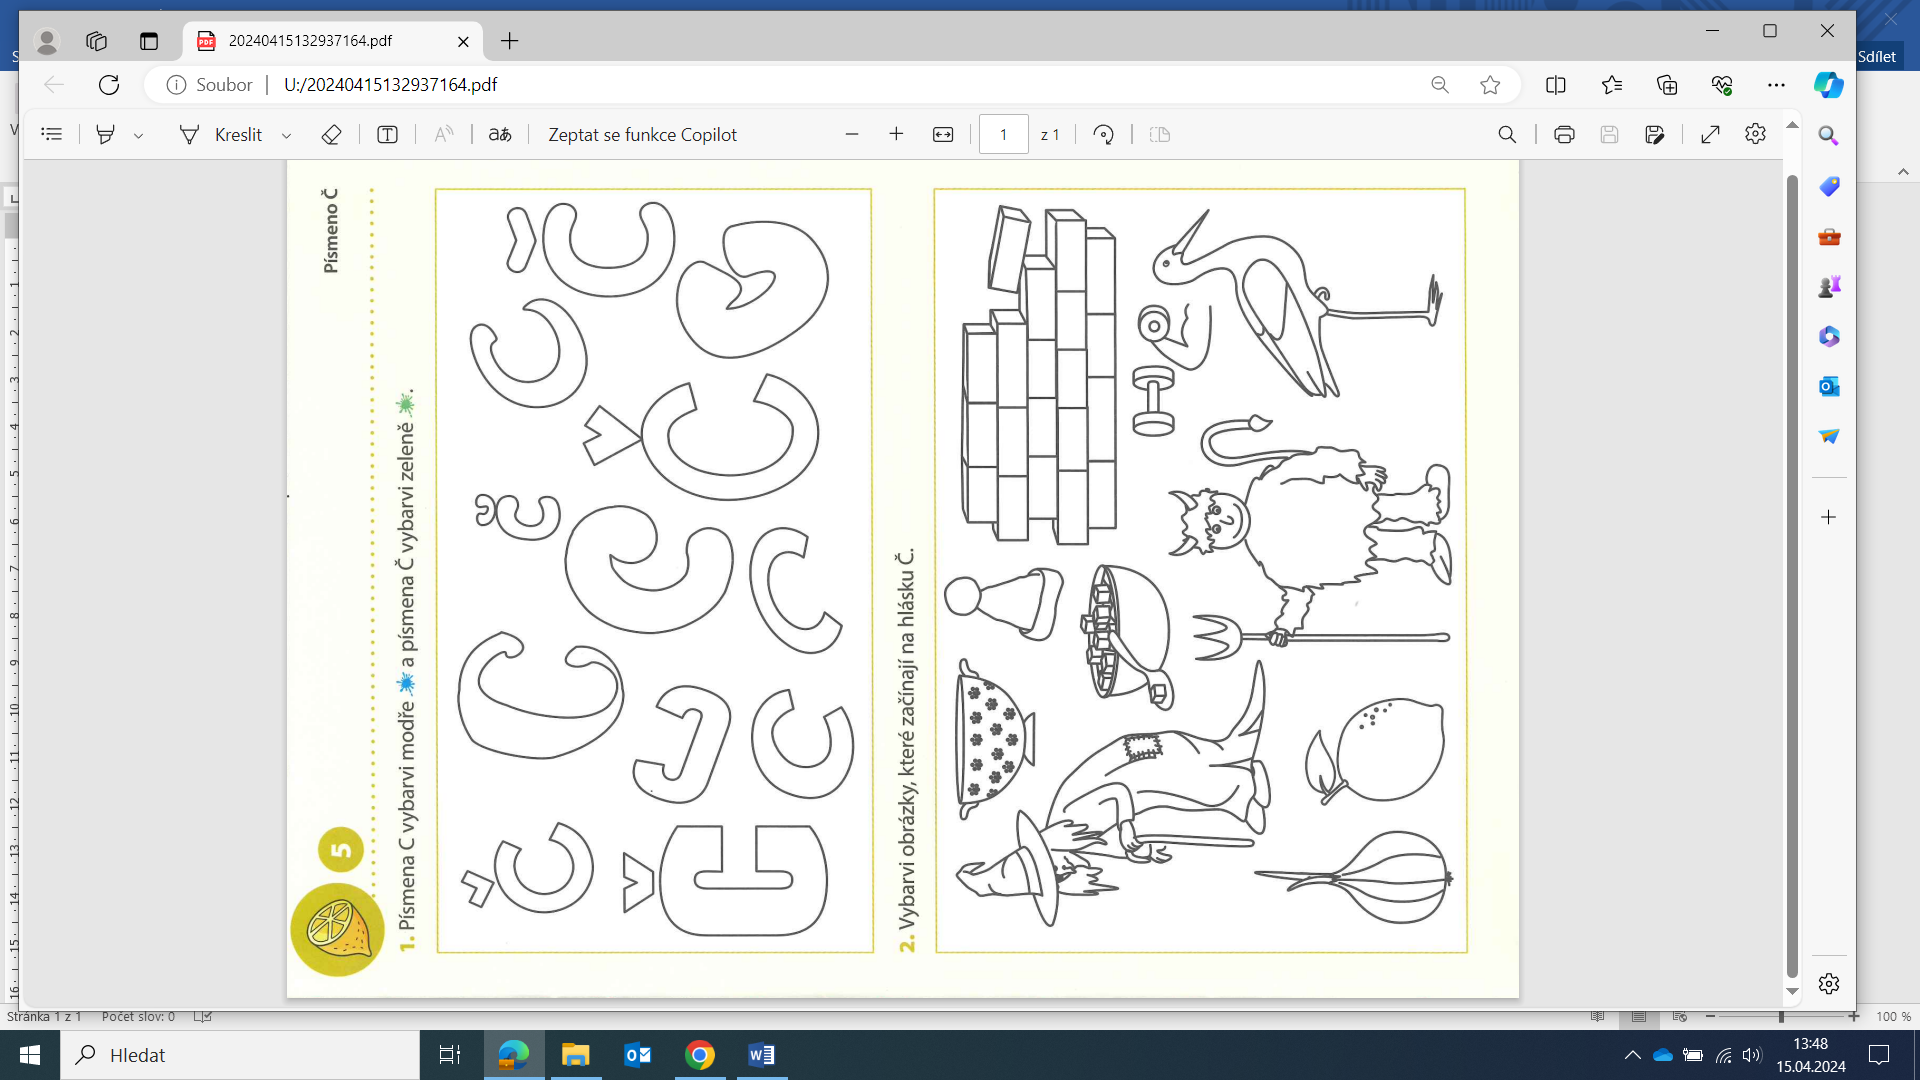 20240415132937164.pdf
Sdílet
Soubor
U:/20240415132937164.pdf
Kreslit
aあ
Zeptat se funkce Copilot
1
z 1
Písmeno Č
5
1. Písmena C vybarvi modře a písmena Č vybarvi zeleně .
Č C Č
Č C Č C
Č C C C C
2. Vybarvi obrázky, které začínají na hlásku Č.
Stránka 1 z 1
Počet slov: 0
100 %
Hledat
13:48
15.04.2024